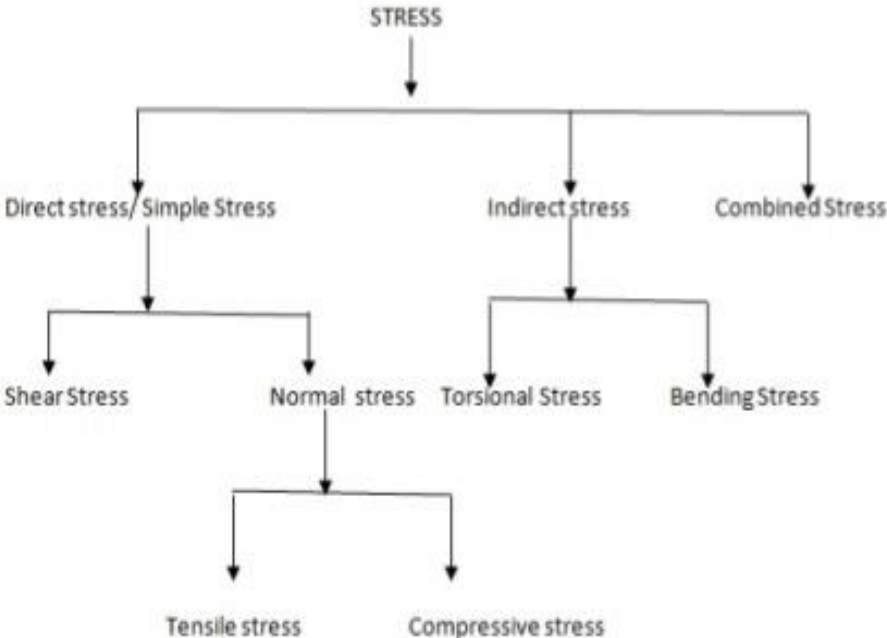 STRESS
Direct stress/ Simple Stress
Indirect stress
Combined Stress
Shear Stress
Normal stress
Torsional Stress
Bending Stress
Tensile stress
Compressive stress